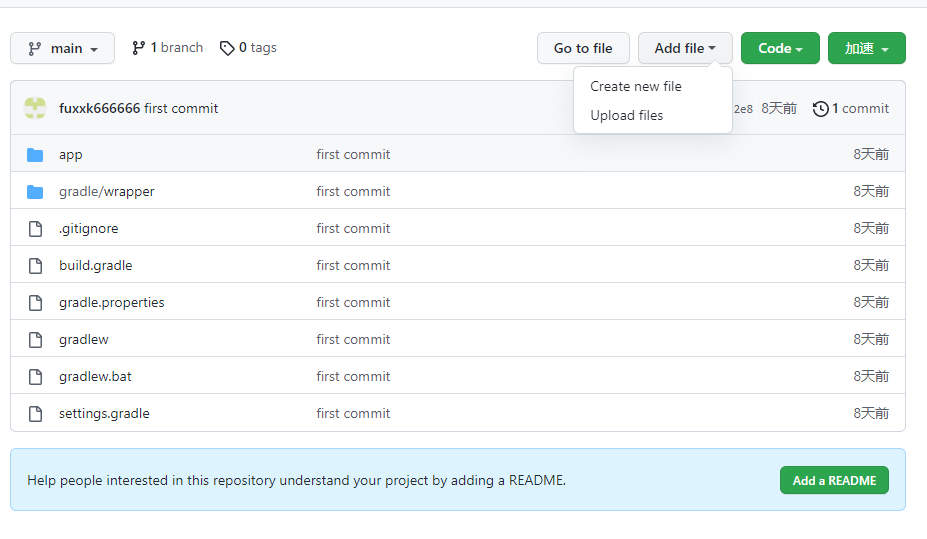 main 1 branch 0 tags Go to file Add file Code 加速
Create new file
Upload files
fuxxk666666 first commit 2e8 8天前 1 commit
app first commit 8天前
gradle/wrapper first commit 8天前
.gitignore first commit 8天前
build.gradle first commit 8天前
gradle.properties first commit 8天前
gradlew first commit 8天前
gradlew.bat first commit 8天前
settings.gradle first commit 8天前
Help people interested in this repository understand your project by adding a README. Add a README